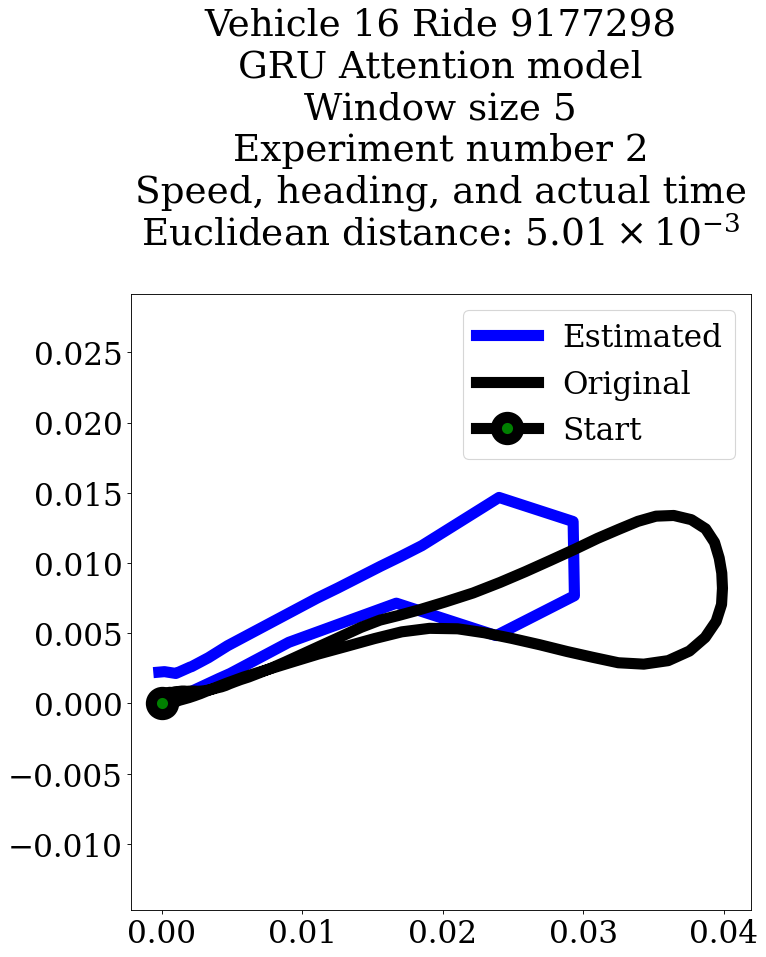 Vehicle 16 Ride 9177298
GRU Attention model
Window size 5
Experiment number 2
Speed, heading, and actual time
Euclidean distance: 5.01 × 10⁻³
Estimated
Original
Start
0.025
0.020
0.015
0.010
0.005
0.000
−0.005
−0.010
0.00 0.01 0.02 0.03 0.04